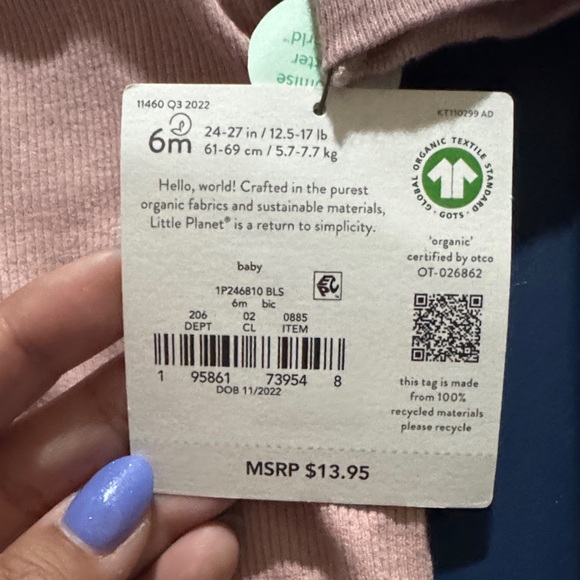 11460 Q3 2022
KT110299 AD
6m
24-27 in / 12.5-17 lb
61-69 cm / 5.7-7.7 kg
GLOBAL ORGANIC TEXTILE STANDARD
· GOTS ·
Hello, world! Crafted in the purest
organic fabrics and sustainable materials,
Little Planet® is a return to simplicity.
'organic'
certified by otco
OT-026862
baby
1P246810 BLS
6m bic
206 02 0885
DEPT CL ITEM
1 95861 73954 8
DOB 11/2022
this tag is made
from 100%
recycled materials
please recycle
MSRP $13.95